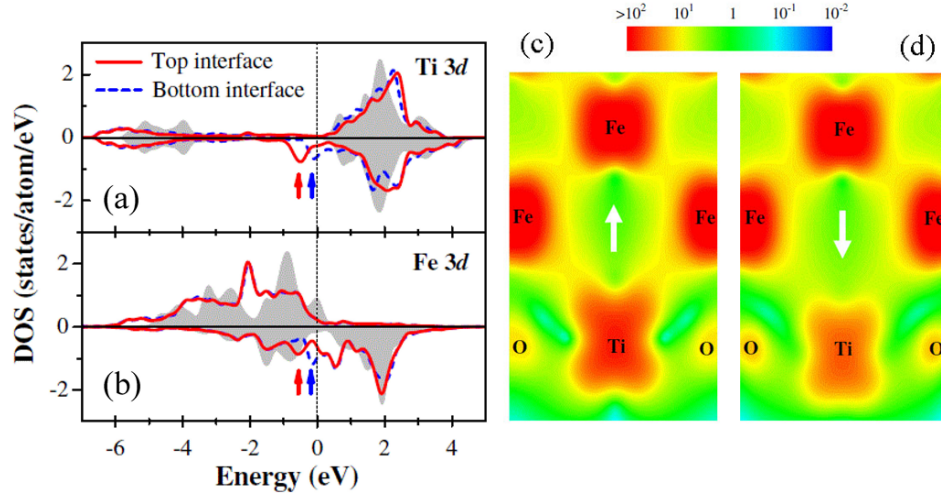 >10² 10¹ 1 10⁻¹ 10⁻²
(c) (d)
Top interface Ti 3d
Bottom interface
2
0
-2
(a)
Fe 3d
2
0
-2
(b)
DOS (states/atom/eV)
-6 -4 -2 0 2 4
Energy (eV)
Fe
Fe Fe
O Ti O
Fe
Fe Fe
O Ti O